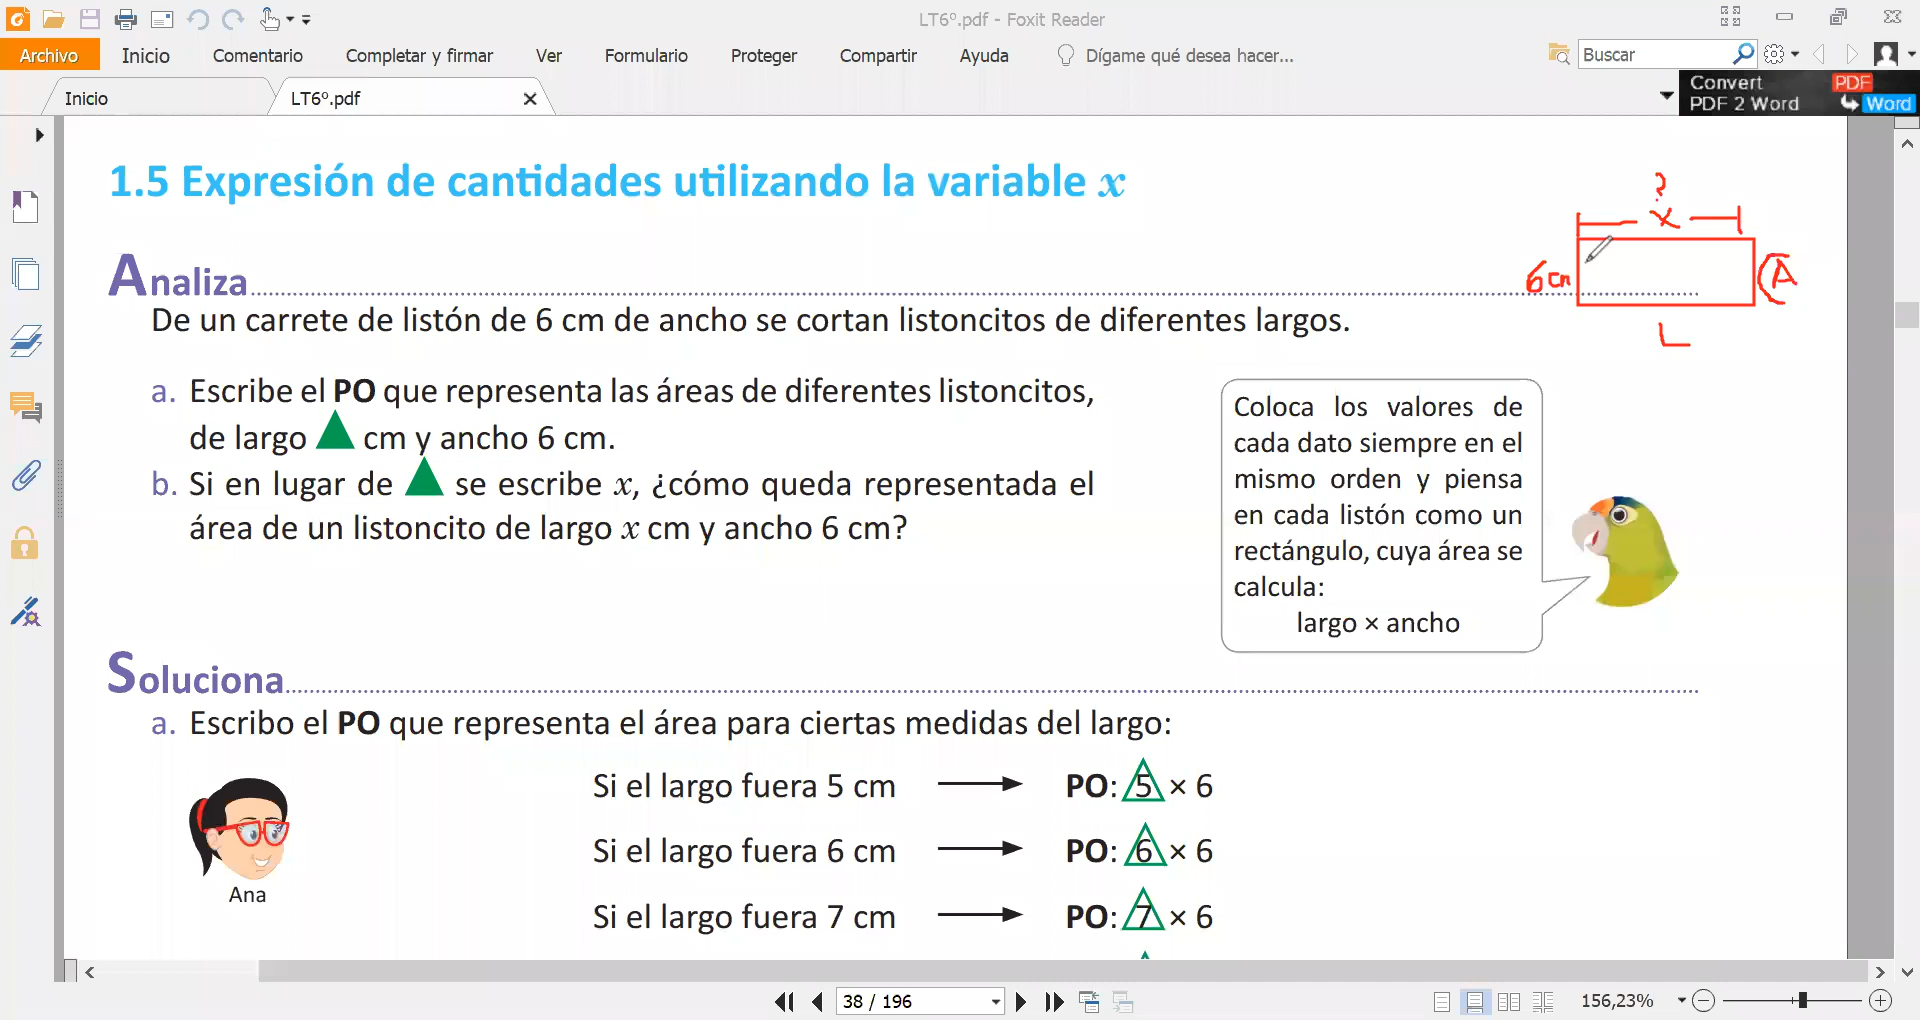 LT6º.pdf - Foxit Reader
Archivo Inicio Comentario Completar y firmar Ver Formulario Proteger Compartir Ayuda Dígame qué desea hacer... Buscar
Inicio LT6º.pdf
Convert PDF
PDF 2 Word Word
1.5 Expresión de cantidades utilizando la variable x
?
x
6 cm
A
L
Analiza
De un carrete de listón de 6 cm de ancho se cortan listoncitos de diferentes largos.
a. Escribe el PO que representa las áreas de diferentes listoncitos,
de largo ▲ cm y ancho 6 cm.
b. Si en lugar de ▲ se escribe x, ¿cómo queda representada el
área de un listoncito de largo x cm y ancho 6 cm?
Coloca los valores de
cada dato siempre en el
mismo orden y piensa
en cada listón como un
rectángulo, cuya área se
calcula:
largo × ancho
Soluciona
a. Escribo el PO que representa el área para ciertas medidas del largo:
Si el largo fuera 5 cm PO: 5 × 6
Si el largo fuera 6 cm PO: 6 × 6
Si el largo fuera 7 cm PO: 7 × 6
Ana
38 / 196
156,23%